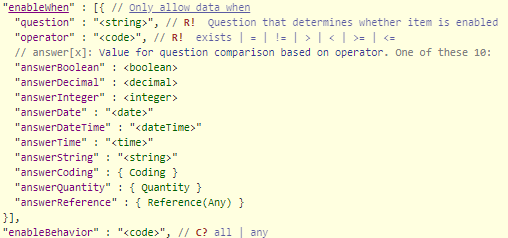 "enableWhen" : [{ // Only allow data when
"question" : "<string>", // R!  Question that determines whether item is enabled
"operator" : "<code>", // R!  exists | = | != | > | < | >= | <=
// answer[x]: Value for question comparison based on operator. One of these 10:
"answerBoolean" : <boolean>
"answerDecimal" : <decimal>
"answerInteger" : <integer>
"answerDate" : "<date>"
"answerDateTime" : "<dateTime>"
"answerTime" : "<time>"
"answerString" : "<string>"
"answerCoding" : { Coding }
"answerQuantity" : { Quantity }
"answerReference" : { Reference(Any) }
}],
"enableBehavior" : "<code>", // C? all | any